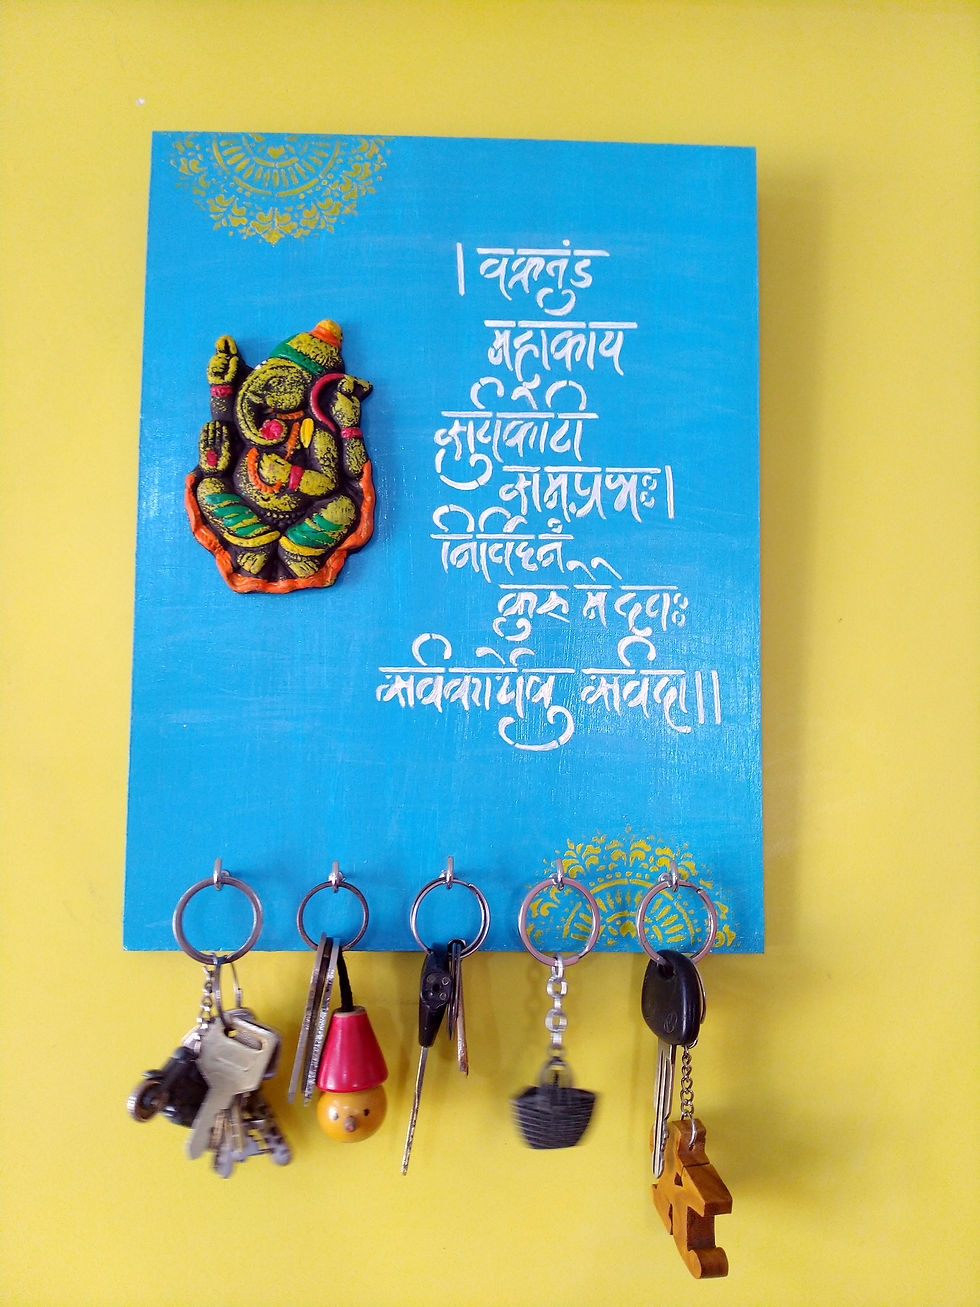 । वक्रतुंड
महाकाय
सुर्यकोटी
समप्रभः।
निर्विघ्नं
कुरु मे देवः
सर्वकार्येषु सर्वदा।।